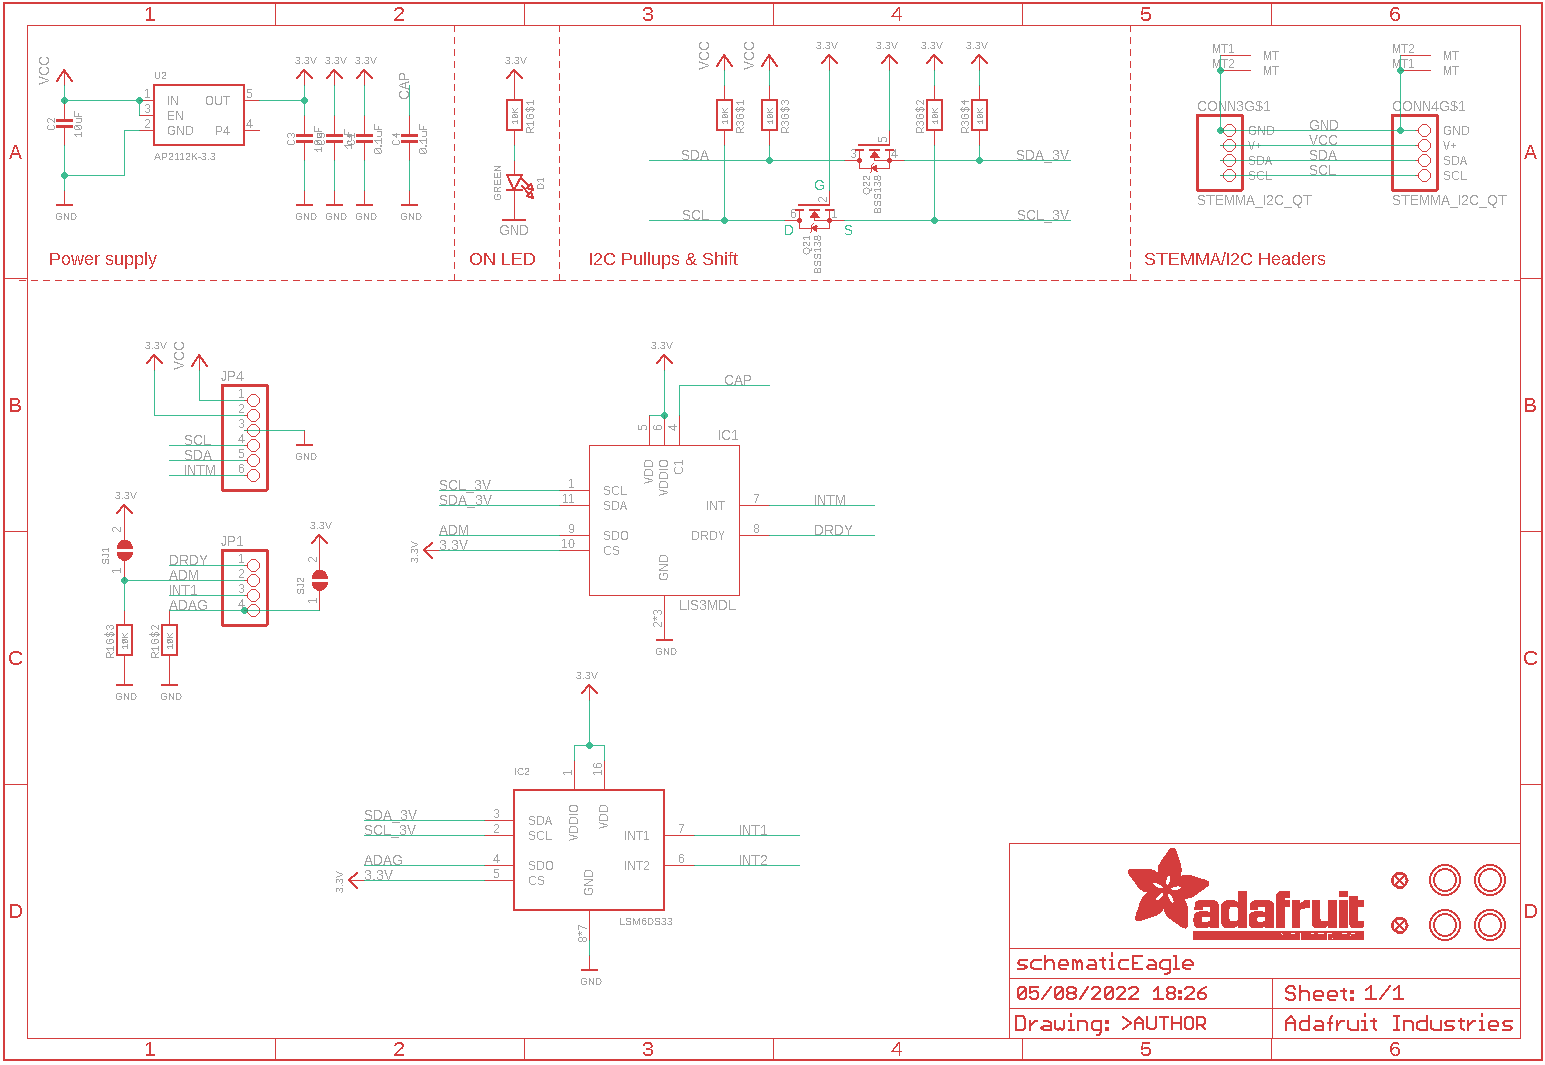 1 2 3 4 5 6
A B C D
A B C D
1 2 3 4 5 6
VCC
C2
10uF
GND
U2
1 IN OUT 5
3 EN
2 GND P4 4
AP2112K-3.3
3.3V 3.3V 3.3V CAP
C3
0.1uF
C4
0.1uF
GND GND GND GND
Power supply
3.3V
R16$1
10K
GREEN
D1
GND
ON LED
VCC VCC 3.3V 3.3V 3.3V 3.3V
10K R36$1
10K R36$3
10K R36$2
R36$4 10K
SDA 3 5 4 SDA_3V
Q22
BSS138
G
2
SCL 6 1 SCL_3V
D S
Q21
BSS138
I2C Pullups & Shift
MT1 MT
MT2 MT
CONN3G$1
GND
V+
SDA
SCL
STEMMA_I2C_QT
GND
VCC
SDA
SCL
MT2 MT
MT1 MT
CONN4G$1
GND
V+
SDA
SCL
STEMMA_I2C_QT
STEMMA/I2C Headers
3.3V VCC
JP4
1
2
3
SCL 4
SDA 5
INTM 6
GND
3.3V
2
SJ1
1
JP1
DRDY 1
ADM 2
INT1 3
ADAG 4
3.3V
2
SJ2
1
R16$3 10K
R16$2 10K
GND GND
3.3V
CAP
5 6 4
IC1
VDD VDDIO C1
SCL_3V 1 SCL
SDA_3V 11 SDA
ADM 9 SDO
3.3V 3.3V 10 CS
INT 7 INTM
DRDY 8 DRDY
GND
LIS3MDL
2*3
GND
3.3V
IC2
1 16
VDDIO VDD
SDA_3V 3 SDA
SCL_3V 2 SCL
ADAG 4 SDO
3.3V 3.3V 5 CS
INT1 7 INT1
INT2 6 INT2
GND
LSM6DS33
8*7
GND
adafruit
schematicEagle
05/08/2022 18:26 Sheet: 1/1
Drawing: >AUTHOR Adafruit Industries